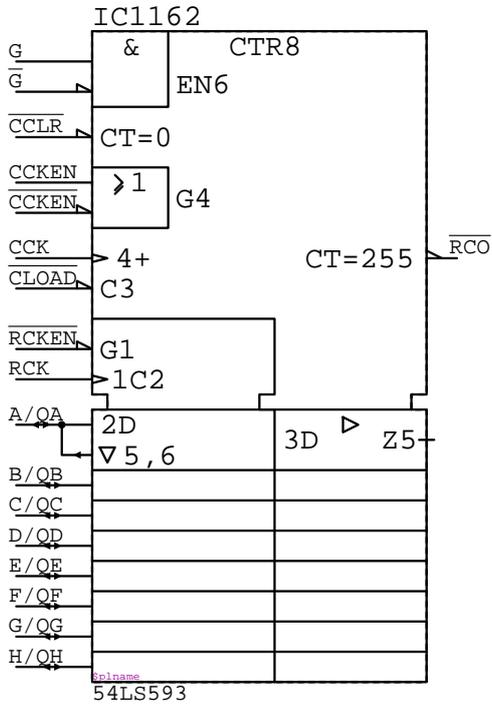 IC1162
G
&
CTR8
G
EN6
CCLR
CT=0
CCKEN
≥1
G4
CCKEN
CCK
4+
CT=255
RCO
CLOAD
C3
RCKEN
G1
RCK
1C2
A/QA
2D
3D
Z5
5,6
B/QB
C/QC
D/QD
E/QE
F/QF
G/QG
H/QH
$plname
54LS593